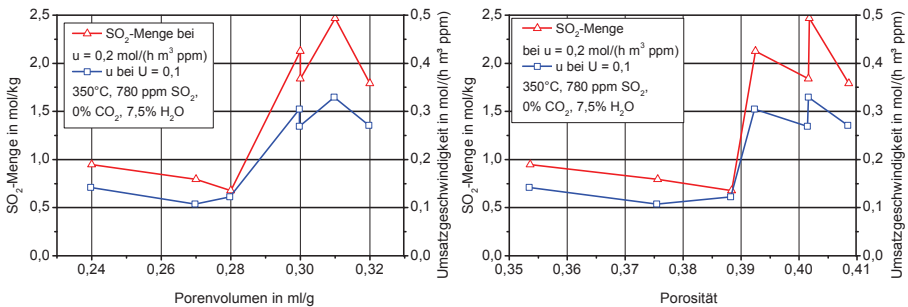 2,5
2,0
1,5
1,0
0,5
0,0
SO₂-Menge in mol/kg
SO₂-Menge bei
u = 0,2 mol/(h m³ ppm)
u bei U = 0,1
350°C, 780 ppm SO₂,
0% CO₂, 7,5% H₂O
0,5
0,4
0,3
0,2
0,1
0,0
Umsatzgeschwindigkeit in mol/(h m³ ppm)
0,24 0,26 0,28 0,30 0,32
Porenvolumen in ml/g
2,5
2,0
1,5
1,0
0,5
0,0
SO₂-Menge in mol/kg
SO₂-Menge
bei u = 0,2 mol/(h m³ ppm)
u bei U = 0,1
350°C, 780 ppm SO₂,
0% CO₂, 7,5% H₂O
0,5
0,4
0,3
0,2
0,1
0,0
Umsatzgeschwindigkeit in mol/(h m³ ppm)
0,35 0,36 0,37 0,38 0,39 0,40 0,41
Porosität